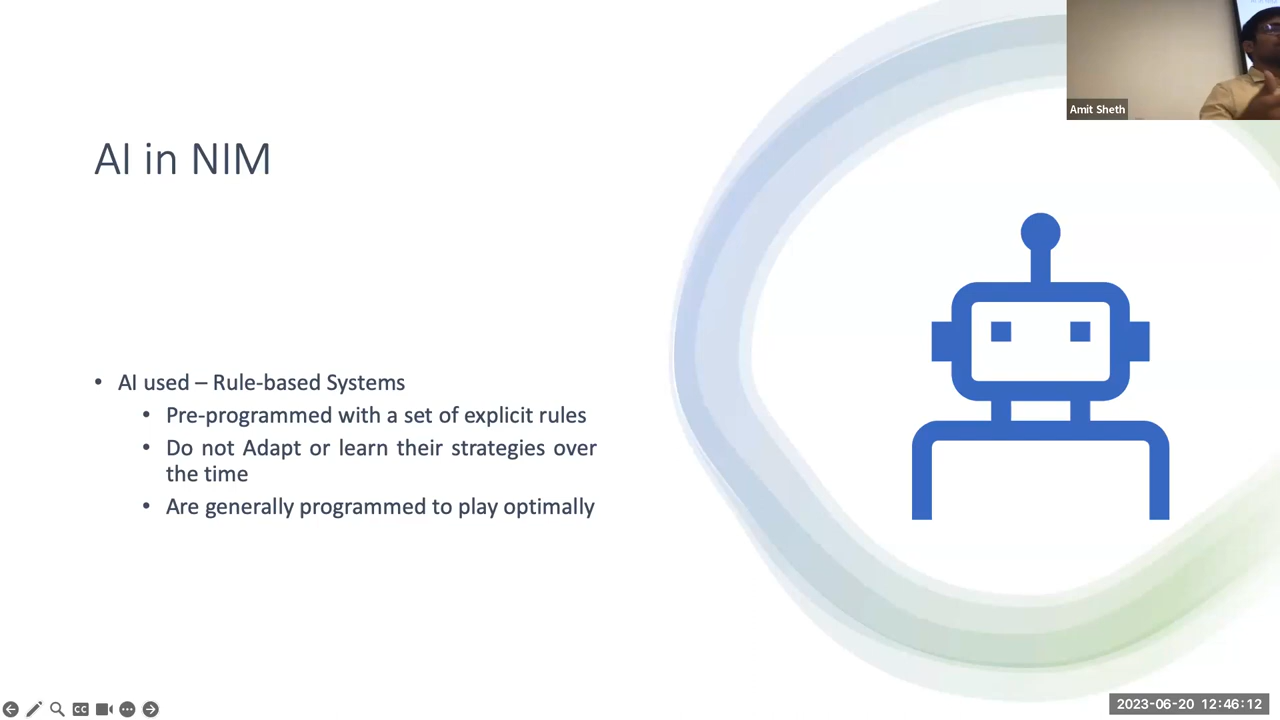 Amit Sheth
AI in NIM
• AI used – Rule-based Systems
• Pre-programmed with a set of explicit rules
• Do not Adapt or learn their strategies over
the time
• Are generally programmed to play optimally
CC
2023-06-20 12:46:12